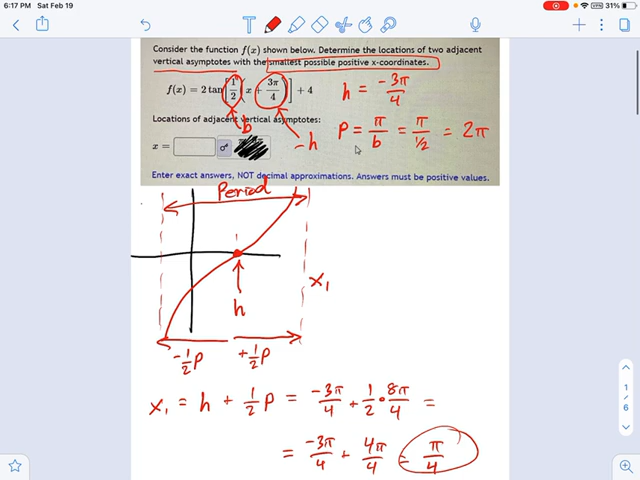 6:17 PM Sat Feb 19
92%
Consider the function f(x) shown below. Determine the locations of two adjacent
vertical asymptotes with the smallest possible positive x-coordinates.
f(x) = 2 tan[1/2(x + 3π/4)] + 4
h = -3π/4
b
-h
P = π/b = π/(1/2) = 2π
Locations of adjacent vertical asymptotes:
x =
Enter exact answers, NOT decimal approximations. Answers must be positive values.
Period
h
x₁
-1/2 P
+1/2 P
x₁ = h + 1/2 P = -3π/4 + 1/2 • 8π/4 =
= -3π/4 + 4π/4 = π/4
1
/
6